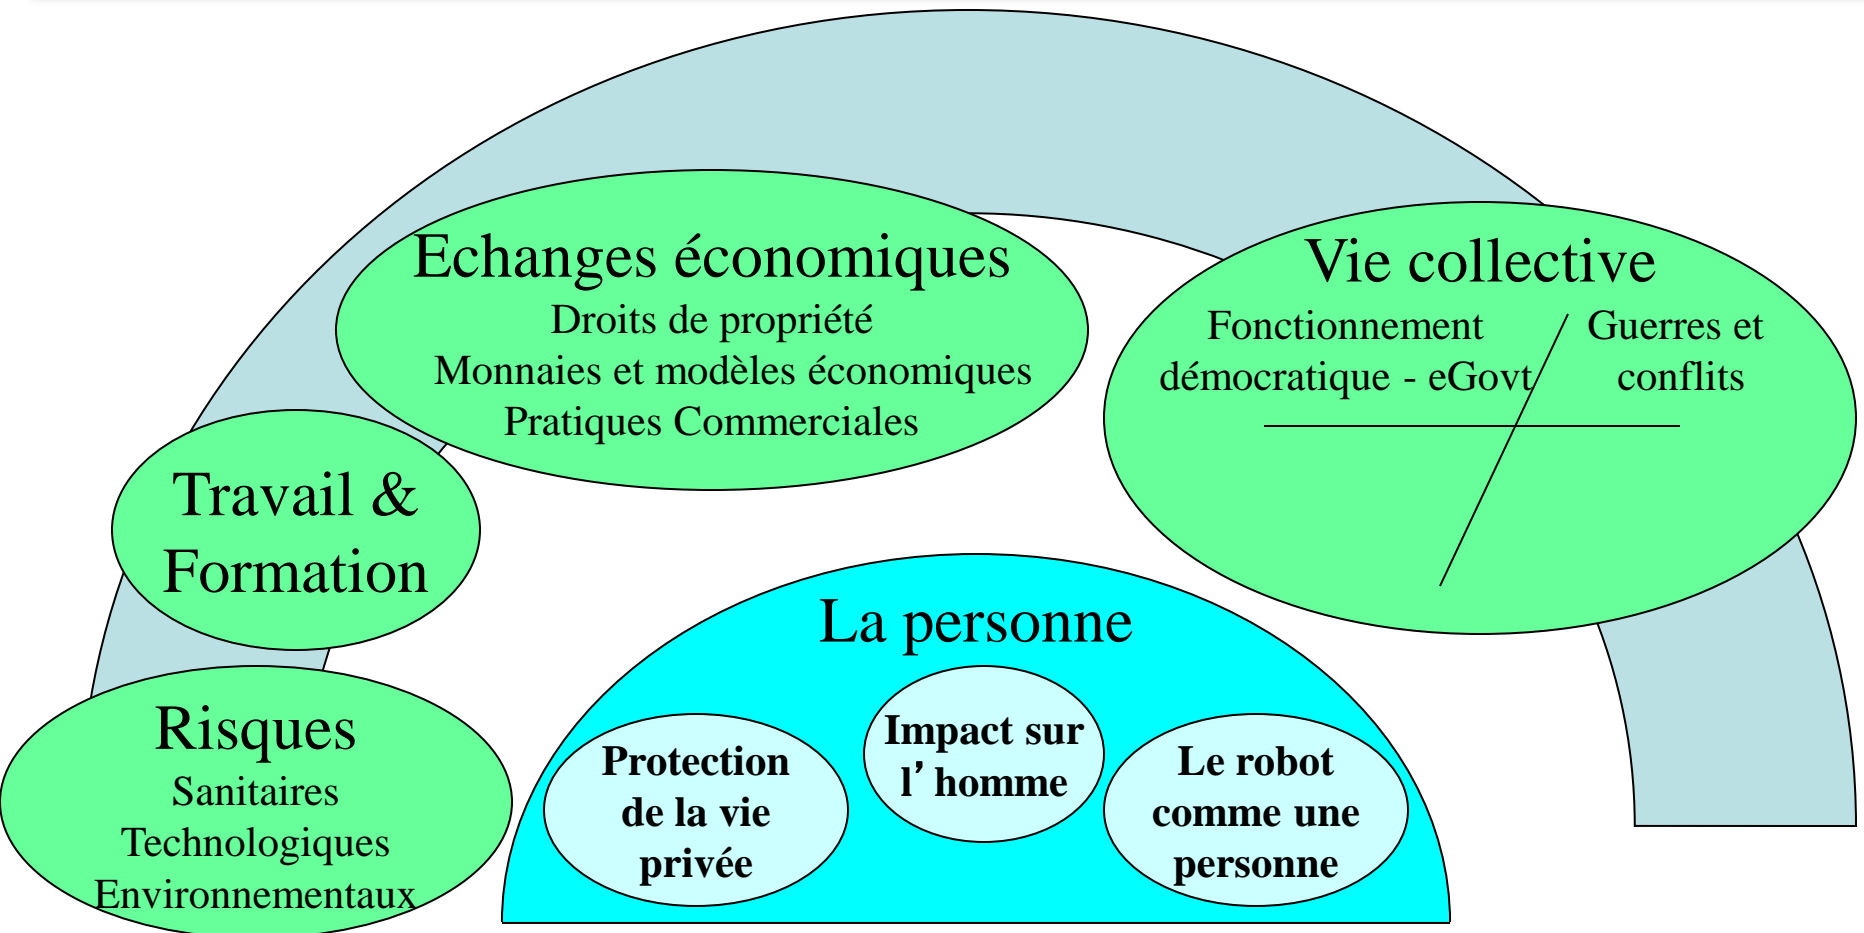 Echanges économiques
Droits de propriété
Monnaies et modèles économiques
Pratiques Commerciales
Vie collective
Fonctionnement
démocratique - eGovt
Guerres et
conflits
Travail &
Formation
La personne
Protection
de la vie
privée
Impact sur
l’ homme
Le robot
comme une
personne
Risques
Sanitaires
Technologiques
Environnementaux